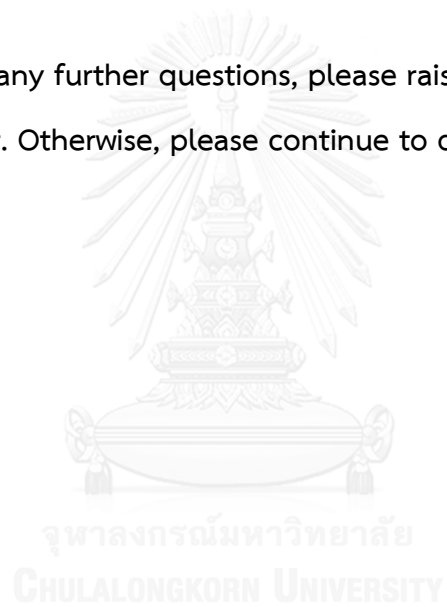 any further questions, please rais
. Otherwise, please continue to
จุฬาลงกรณ์มหาวิทยาลัย
CHULALONGKORN UNIVERSITY